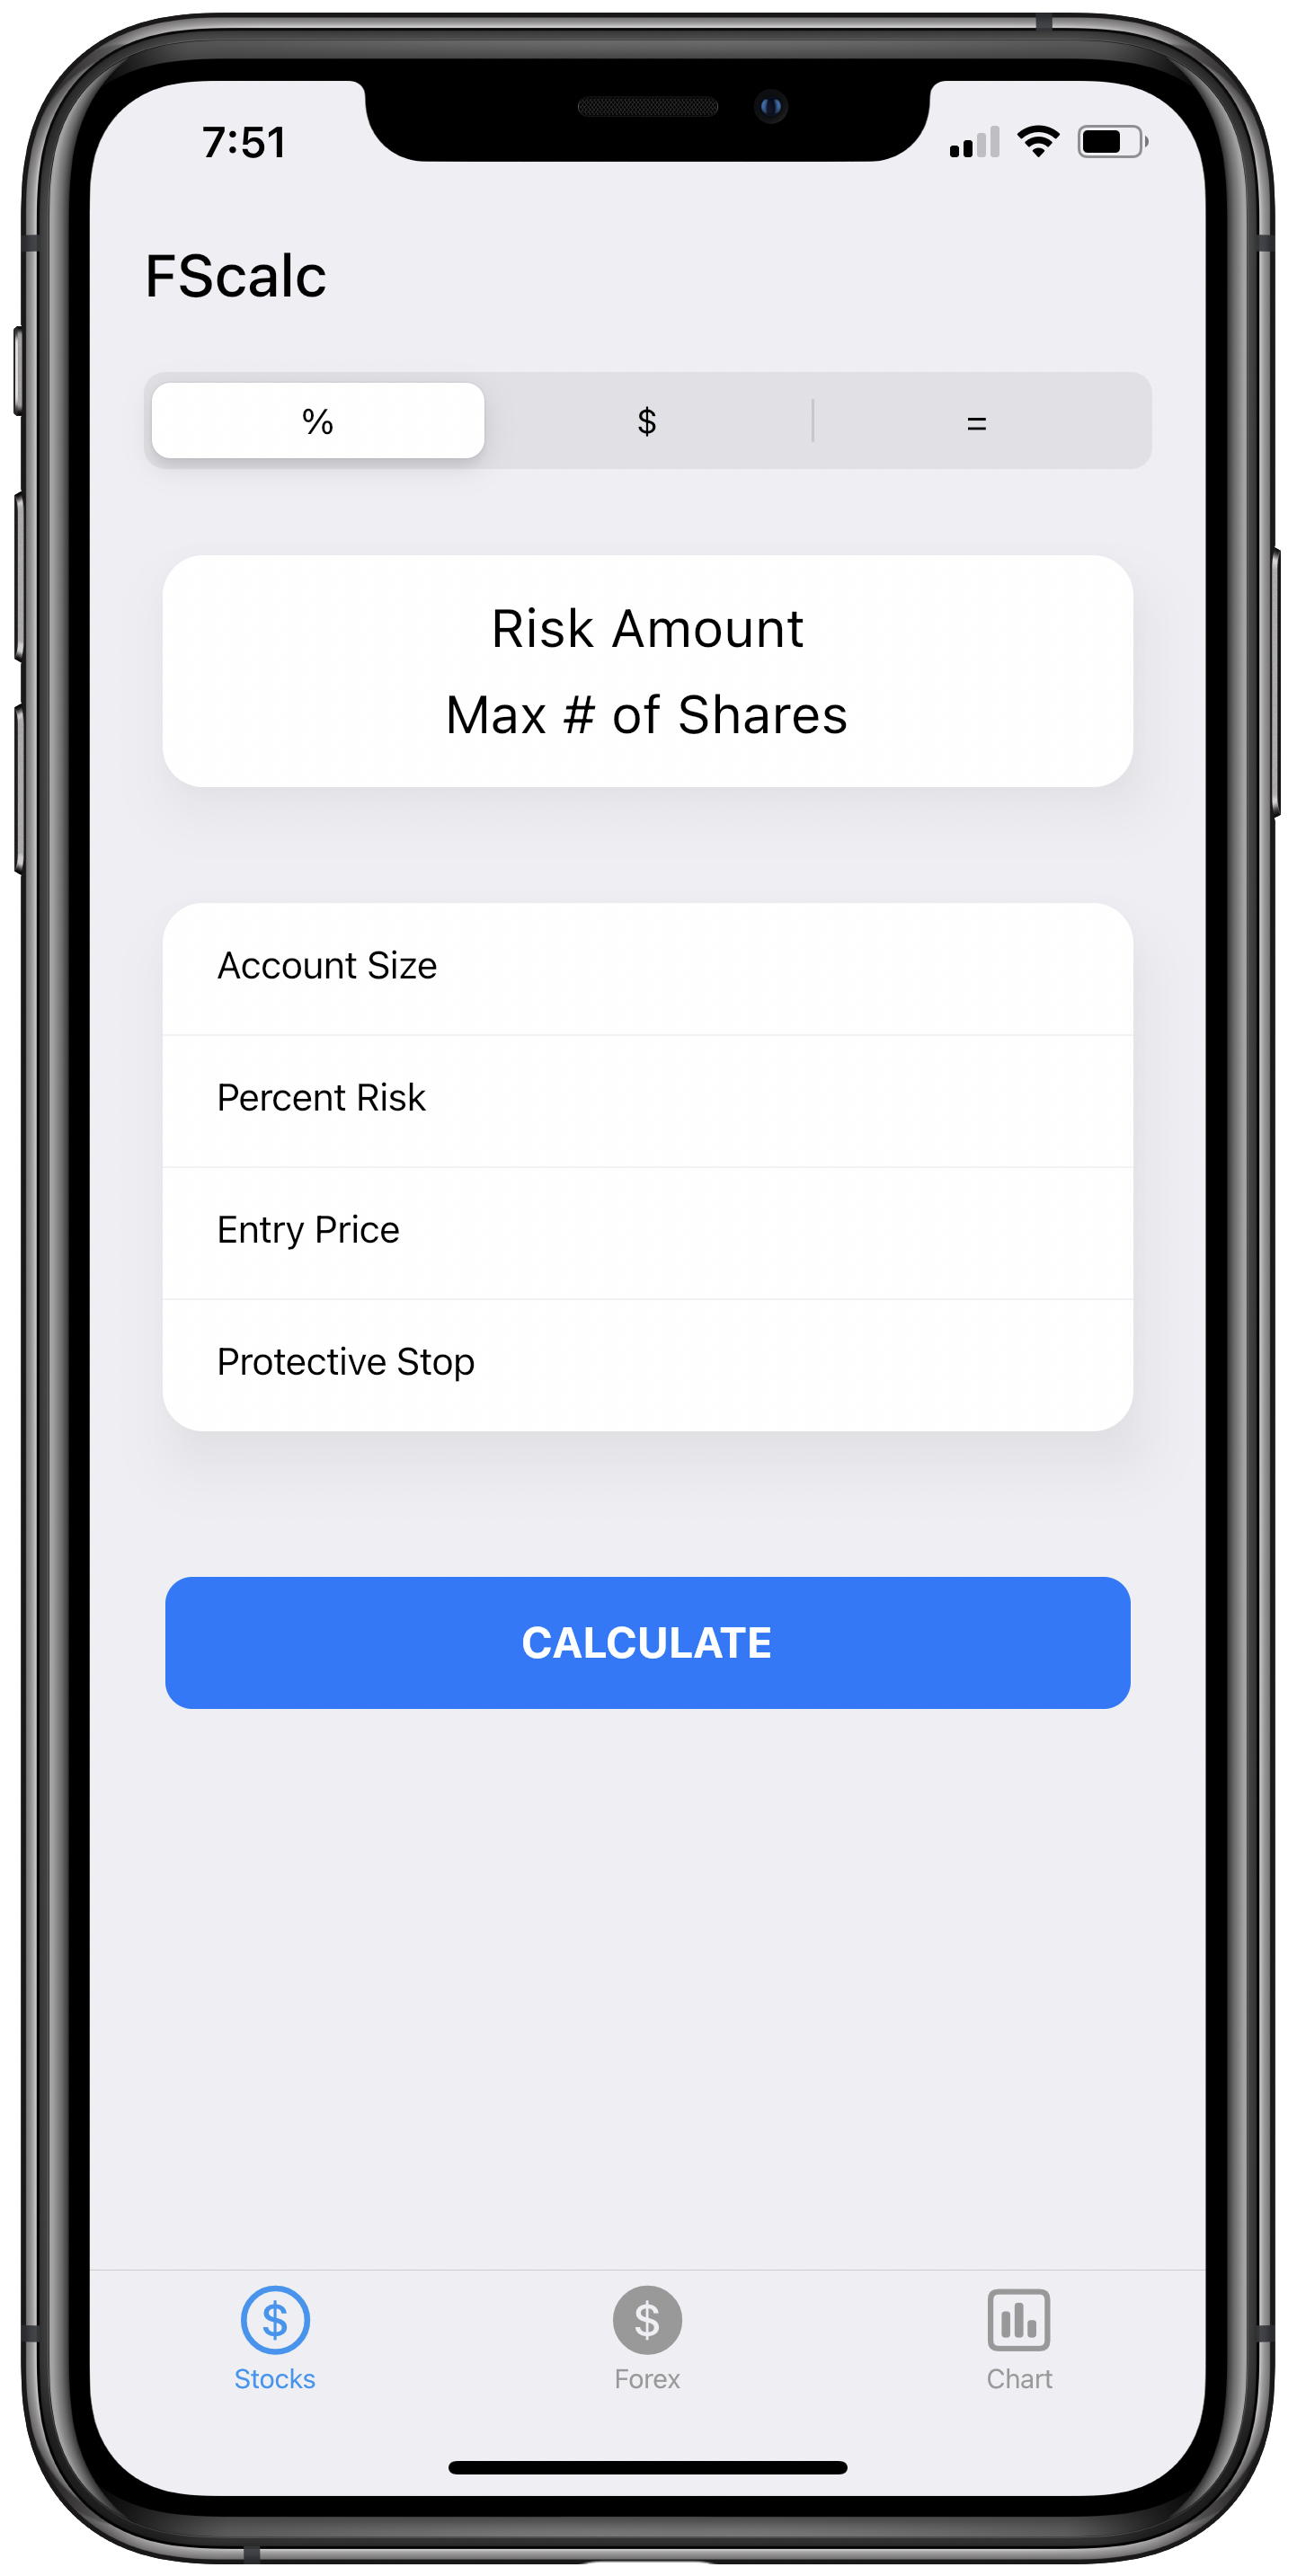 7:51
FScalc
% $ =
Risk Amount
Max # of Shares
Account Size
Percent Risk
Entry Price
Protective Stop
CALCULATE
$ $
Stocks Forex Chart